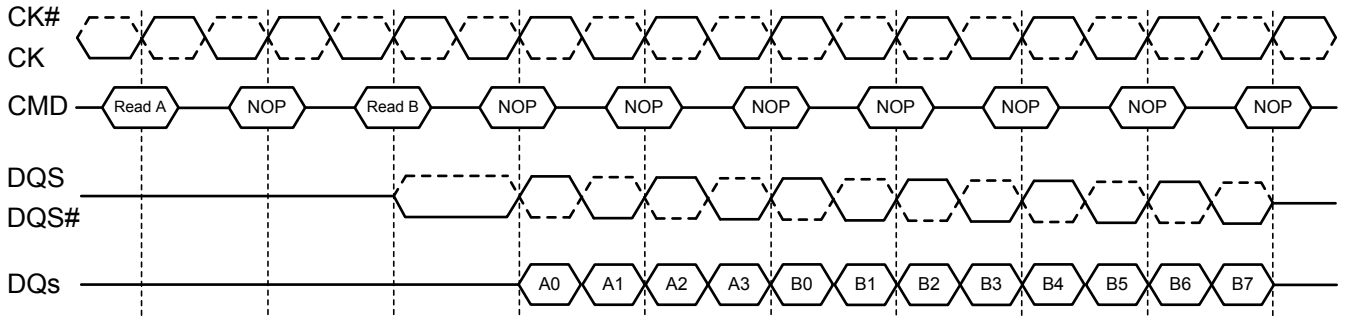 CK#
CK
CMD Read A NOP Read B NOP NOP NOP NOP NOP NOP NOP
DQS
DQS#
DQs A0 A1 A2 A3 B0 B1 B2 B3 B4 B5 B6 B7